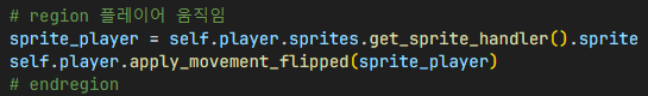 # region 플레이어 움직임
sprite_player = self.player.sprites.get_sprite_handler().sprite
self.player.apply_movement_flipped(sprite_player)
# endregion